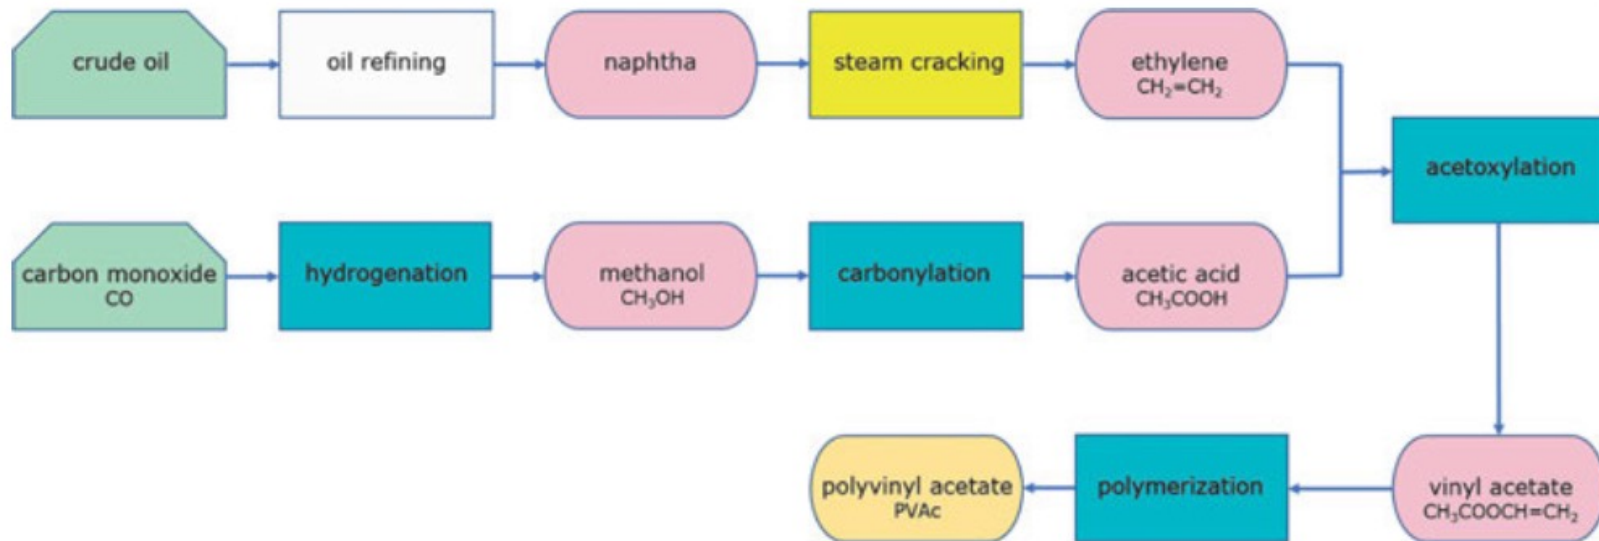 crude oil
oil refining
naphtha
steam cracking
ethylene
CH₂=CH₂
acetoxylation
carbon monoxide
CO
hydrogenation
methanol
CH₃OH
carbonylation
acetic acid
CH₃COOH
polyvinyl acetate
PVAc
polymerization
vinyl acetate
CH₃COOCH=CH₂